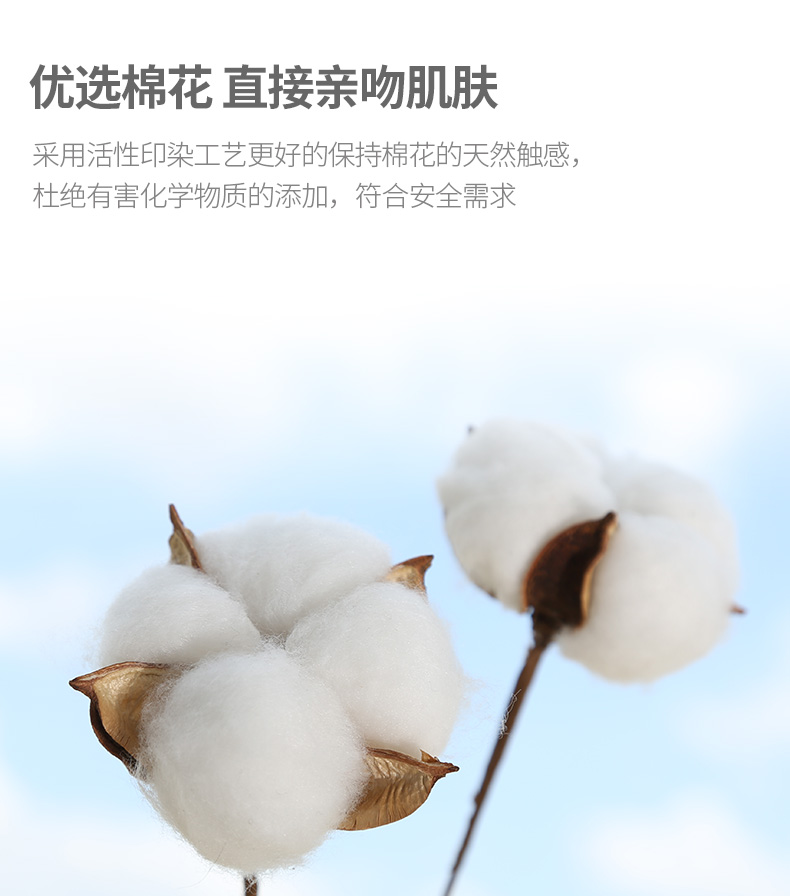 优选棉花 直接亲吻肌肤
采用活性印染工艺更好的保持棉花的天然触感，
杜绝有害化学物质的添加，符合安全需求